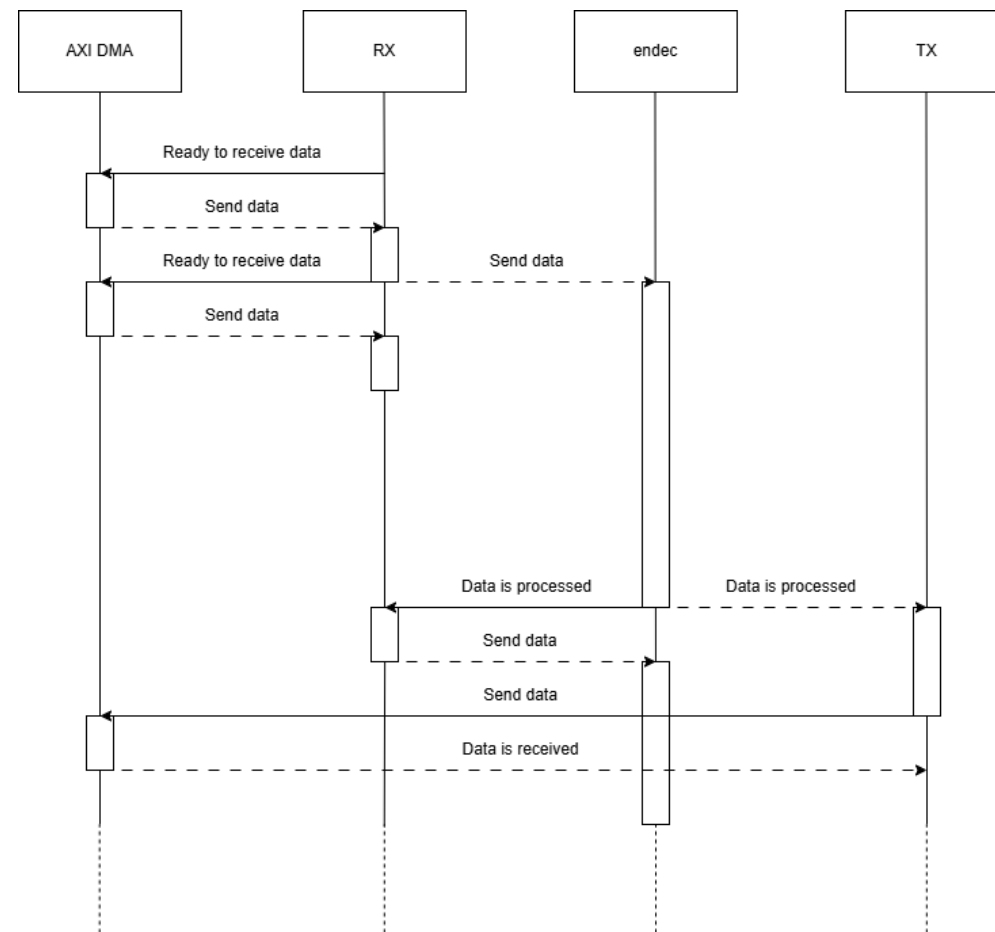 AXI DMA
RX
endec
TX
Ready to receive data
Send data
Ready to receive data
Send data
Send data
Data is processed
Data is processed
Send data
Send data
Data is received